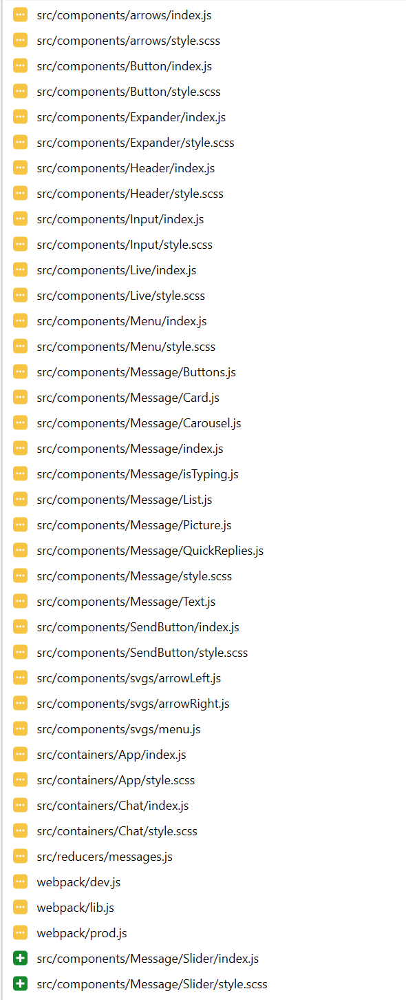 src/components/arrows/index.js
src/components/arrows/style.scss
src/components/Button/index.js
src/components/Button/style.scss
src/components/Expander/index.js
src/components/Expander/style.scss
src/components/Header/index.js
src/components/Header/style.scss
src/components/Input/index.js
src/components/Input/style.scss
src/components/Live/index.js
src/components/Live/style.scss
src/components/Menu/index.js
src/components/Menu/style.scss
src/components/Message/Buttons.js
src/components/Message/Card.js
src/components/Message/Carousel.js
src/components/Message/index.js
src/components/Message/isTyping.js
src/components/Message/List.js
src/components/Message/Picture.js
src/components/Message/QuickReplies.js
src/components/Message/style.scss
src/components/Message/Text.js
src/components/SendButton/index.js
src/components/SendButton/style.scss
src/components/svgs/arrowLeft.js
src/components/svgs/arrowRight.js
src/components/svgs/menu.js
src/containers/App/index.js
src/containers/App/style.scss
src/containers/Chat/index.js
src/containers/Chat/style.scss
src/reducers/messages.js
webpack/dev.js
webpack/lib.js
webpack/prod.js
src/components/Message/Slider/index.js
src/components/Message/Slider/style.scss